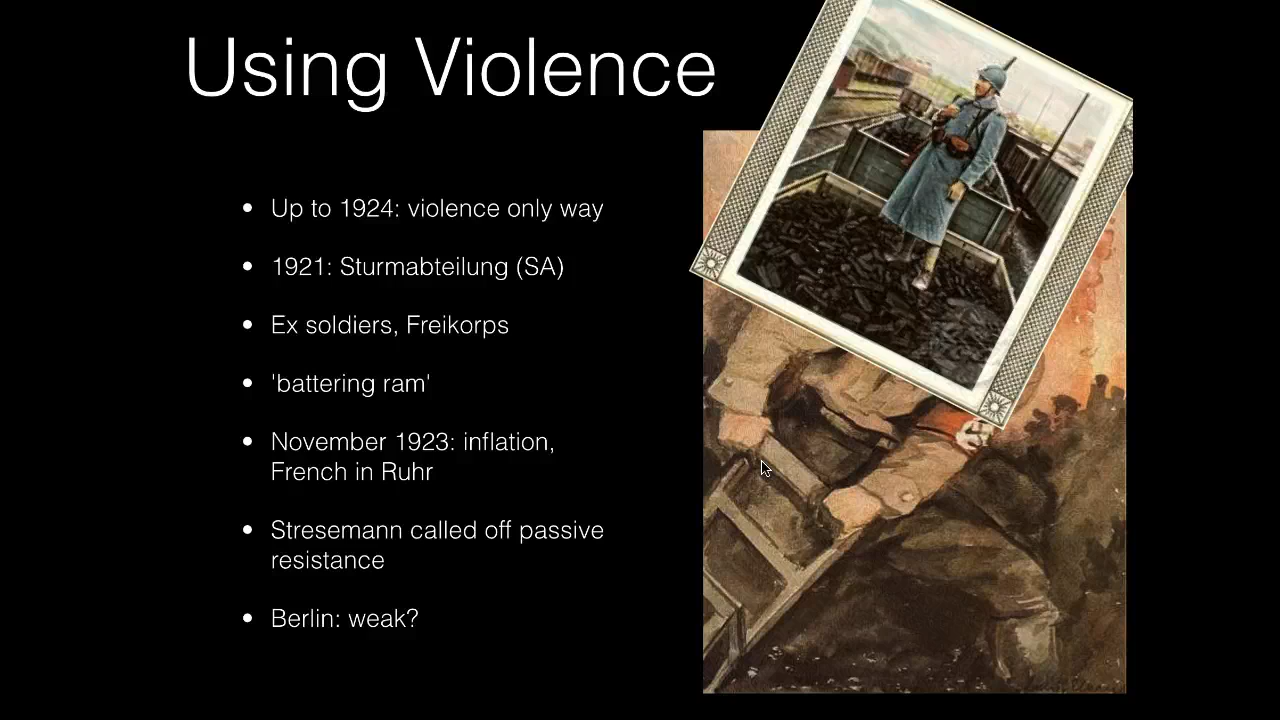 Using Violence
• Up to 1924: violence only way
• 1921: Sturmabteilung (SA)
• Ex soldiers, Freikorps
• 'battering ram'
• November 1923: inflation,
French in Ruhr
• Stresemann called off passive
resistance
• Berlin: weak?